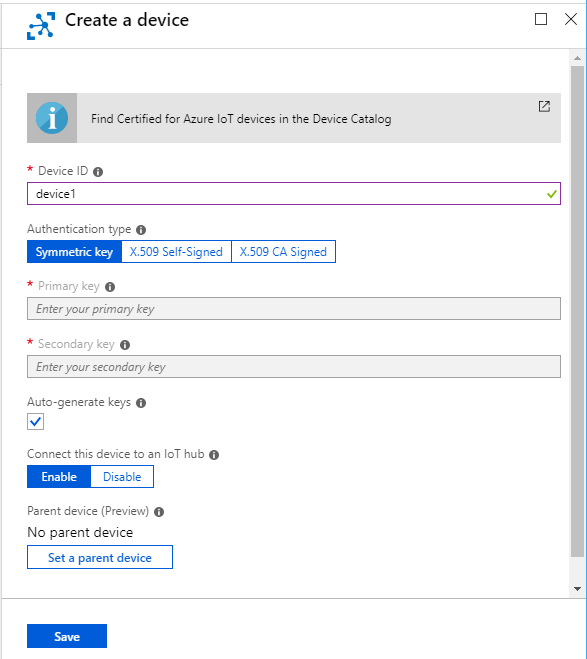 Create a device
Find Certified for Azure IoT devices in the Device Catalog
* Device ID
device1
Authentication type
Symmetric key X.509 Self-Signed X.509 CA Signed
* Primary key
Enter your primary key
* Secondary key
Enter your secondary key
Auto-generate keys
Connect this device to an IoT hub
Enable Disable
Parent device (Preview)
No parent device
Set a parent device
Save